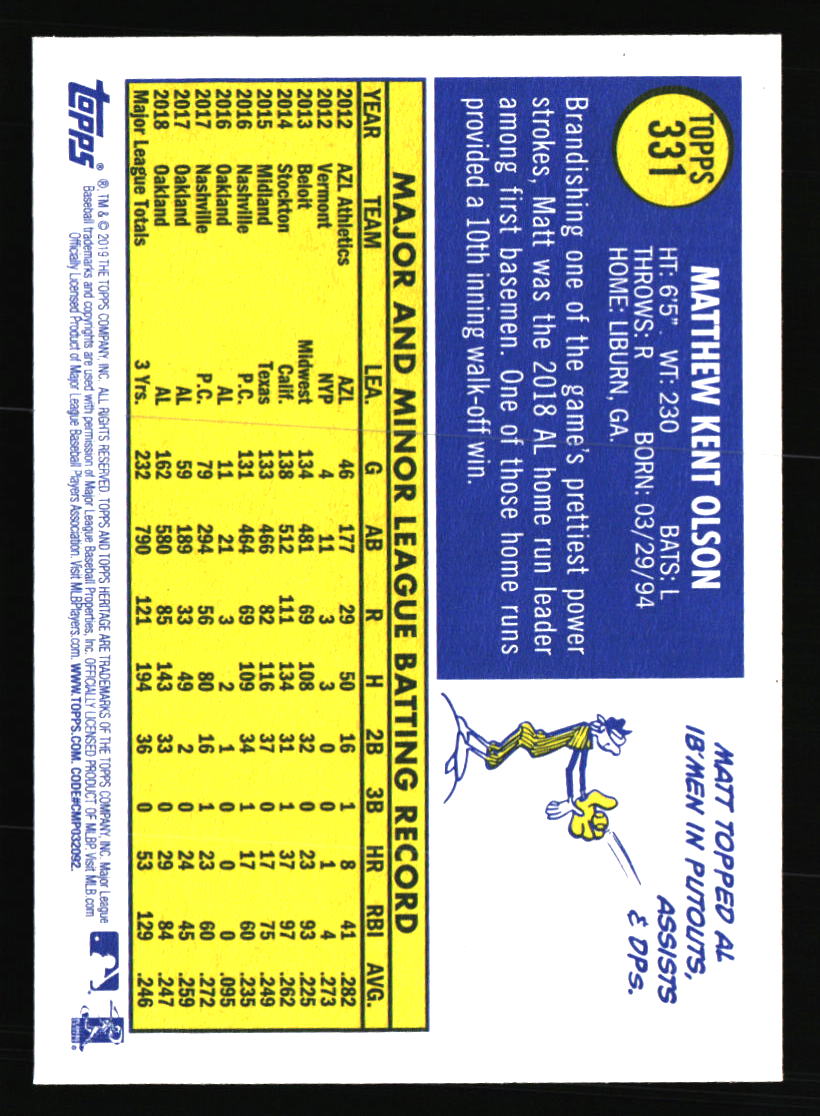 TOPPS
331
MATTHEW KENT OLSON
HT: 6'5". WT: 230 BATS: L
THROWS: R BORN: 03/29/94
HOME: LIBURN, GA.
Brandishing one of the game's prettiest power
strokes, Matt was the 2018 AL home run leader
among first basemen. One of those home runs
provided a 10th inning walk-off win.
MATT TOPPED AL
1B'MEN IN PUTOUTS,
ASSISTS
& DPs.
MAJOR AND MINOR LEAGUE BATTING RECORD
YEAR TEAM LEA. G AB R H 2B 3B HR RBI AVG.
2012 AZL Athletics AZL 46 177 29 50 16 1 8 41 .282
2012 Vermont NYP 4 11 3 3 0 0 1 4 .273
2013 Beloit Midwest 134 481 69 108 32 0 23 93 .225
2014 Stockton Calif. 138 512 111 134 31 1 37 97 .262
2015 Midland Texas 133 466 82 116 37 0 17 75 .249
2016 Nashville P.C. 131 464 69 109 34 1 17 60 .235
2016 Oakland AL 11 21 3 2 1 0 0 0 .095
2017 Nashville P.C. 79 294 56 80 16 1 23 60 .272
2017 Oakland AL 59 189 33 49 2 0 24 45 .259
2018 Oakland AL 162 580 85 143 33 0 29 84 .247
Major League Totals 3 Yrs. 232 790 121 194 36 0 53 129 .246
topps®
®, TM & © 2019 THE TOPPS COMPANY, INC. ALL RIGHTS RESERVED. TOPPS AND TOPPS HERITAGE ARE TRADEMARKS OF THE TOPPS COMPANY, INC. Major League
Baseball trademarks and copyrights are used with permission of Major League Baseball Properties, Inc. OFFICIALLY LICENSED PRODUCT OF MLBP. Visit MLB.com
Officially Licensed Product of Major League Baseball Players Association. Visit MLBPlayers.com. WWW.TOPPS.COM. CODE#CMP032092.